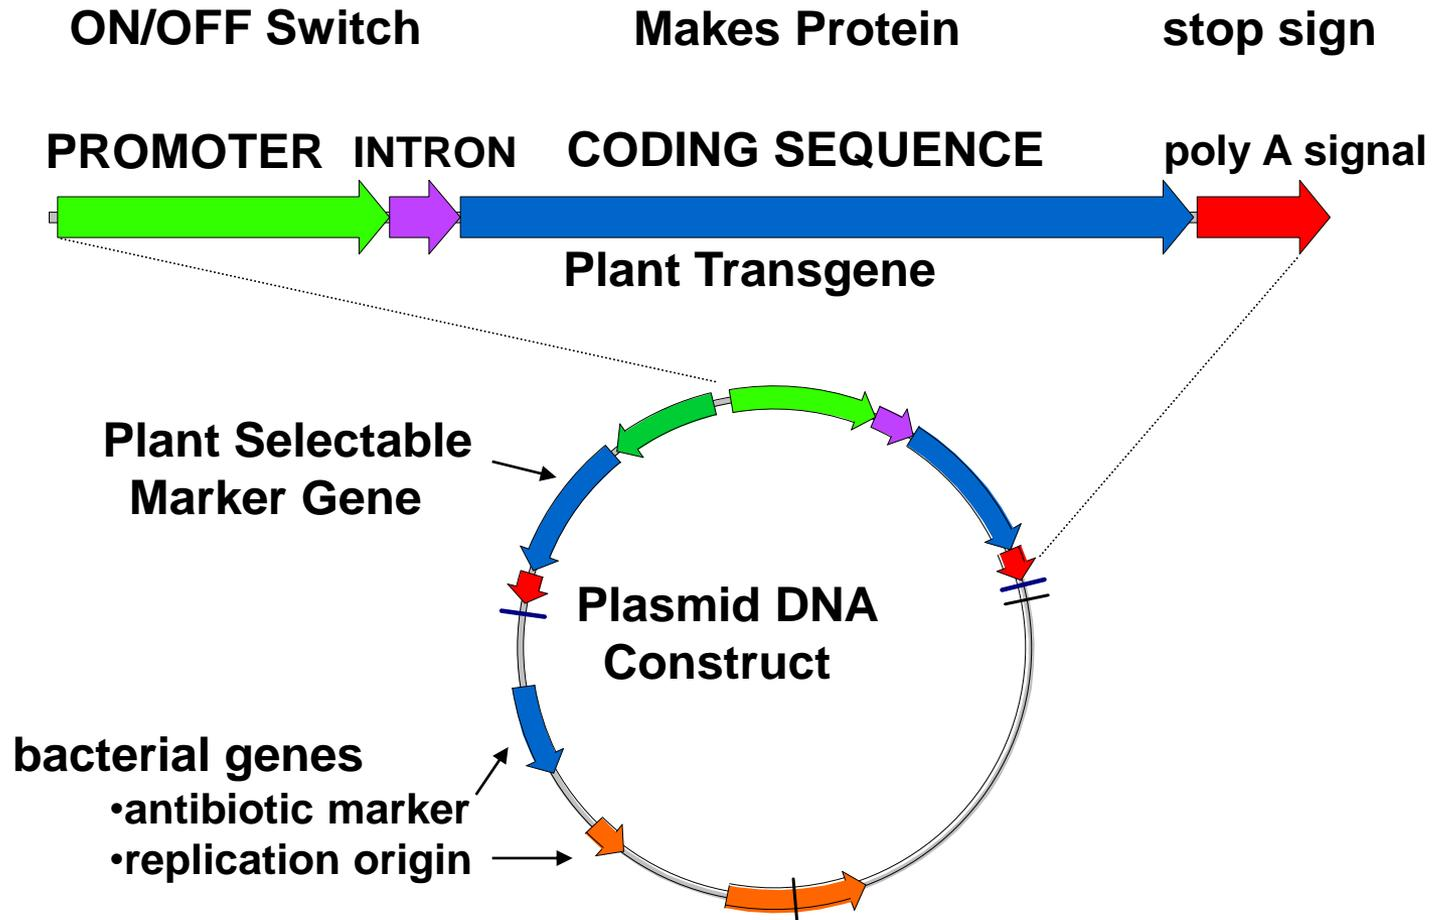 ON/OFF Switch Makes Protein stop sign
PROMOTER INTRON CODING SEQUENCE poly A signal
Plant Transgene
Plant Selectable
Marker Gene
Plasmid DNA
Construct
bacterial genes
•antibiotic marker
•replication origin